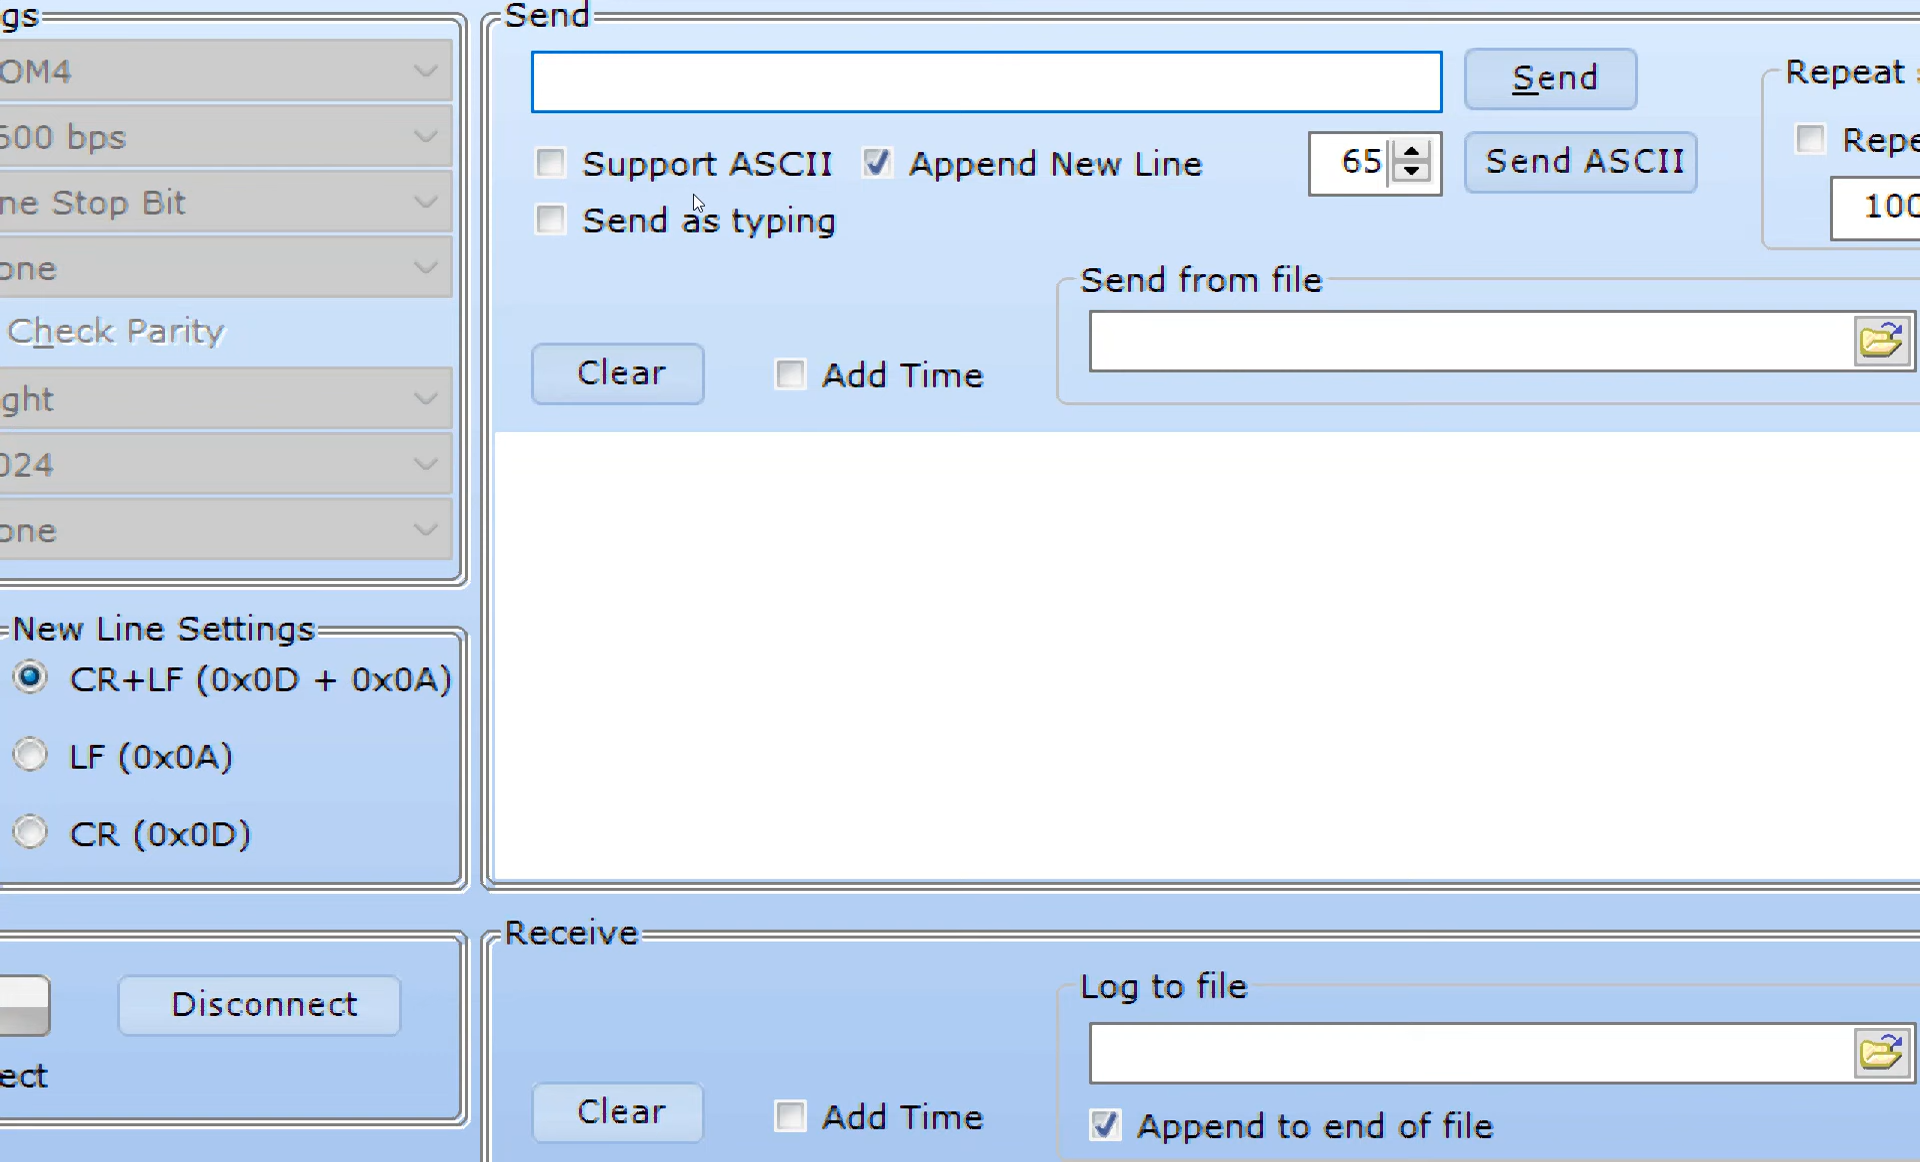 gs
OM4
600 bps
ne Stop Bit
one
Check Parity
ight
024
one
New Line Settings
CR+LF (0x0D + 0x0A)
LF (0x0A)
CR (0x0D)
Disconnect
ect
Send
Send
Repeat
Support ASCII
Append New Line
65
Send ASCII
Repe
100
Send as typing
Send from file
Clear
Add Time
Receive
Log to file
Clear
Add Time
Append to end of file